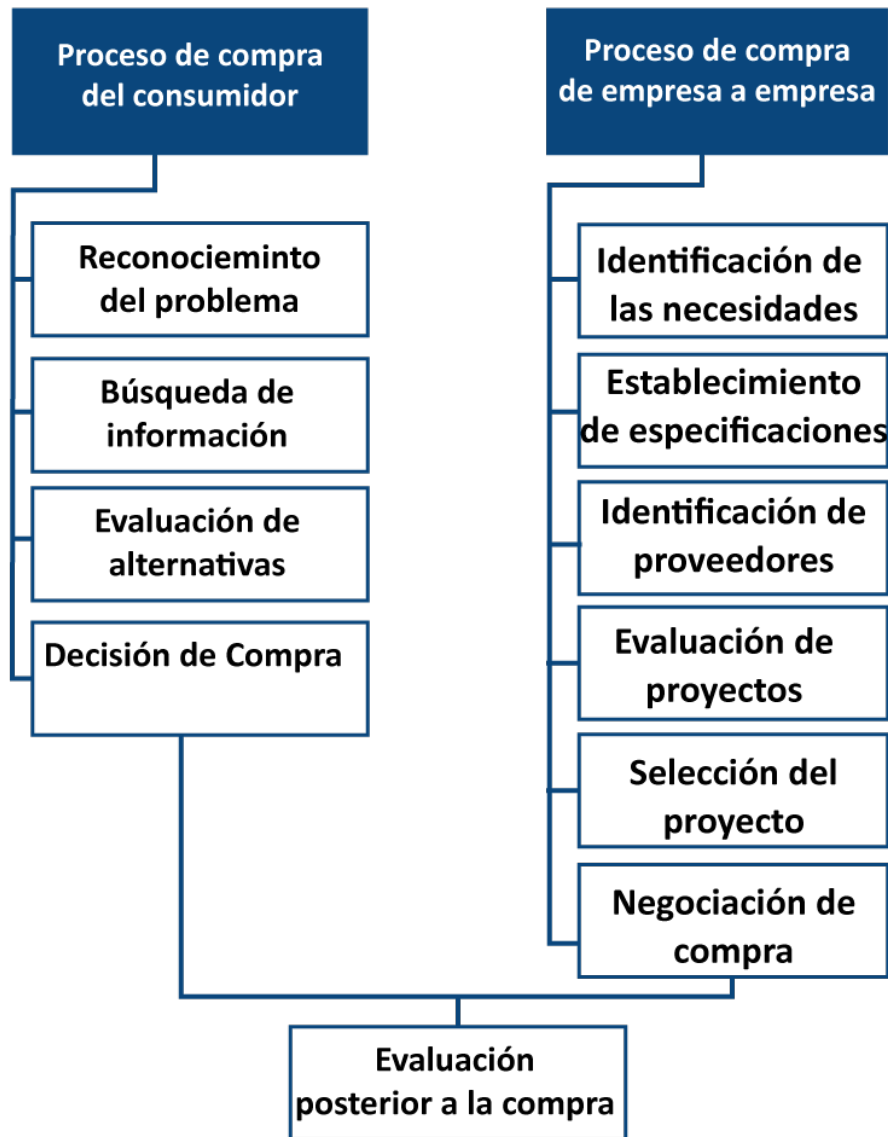 Proceso de compra
del consumidor
Reconocieminto
del problema
Búsqueda de
información
Evaluación de
alternativas
Decisión de Compra
Proceso de compra
de empresa a empresa
Identificación de
las necesidades
Establecimiento
de especificaciones
Identificación de
proveedores
Evaluación de
proyectos
Selección del
proyecto
Negociación de
compra
Evaluación
posterior a la compra